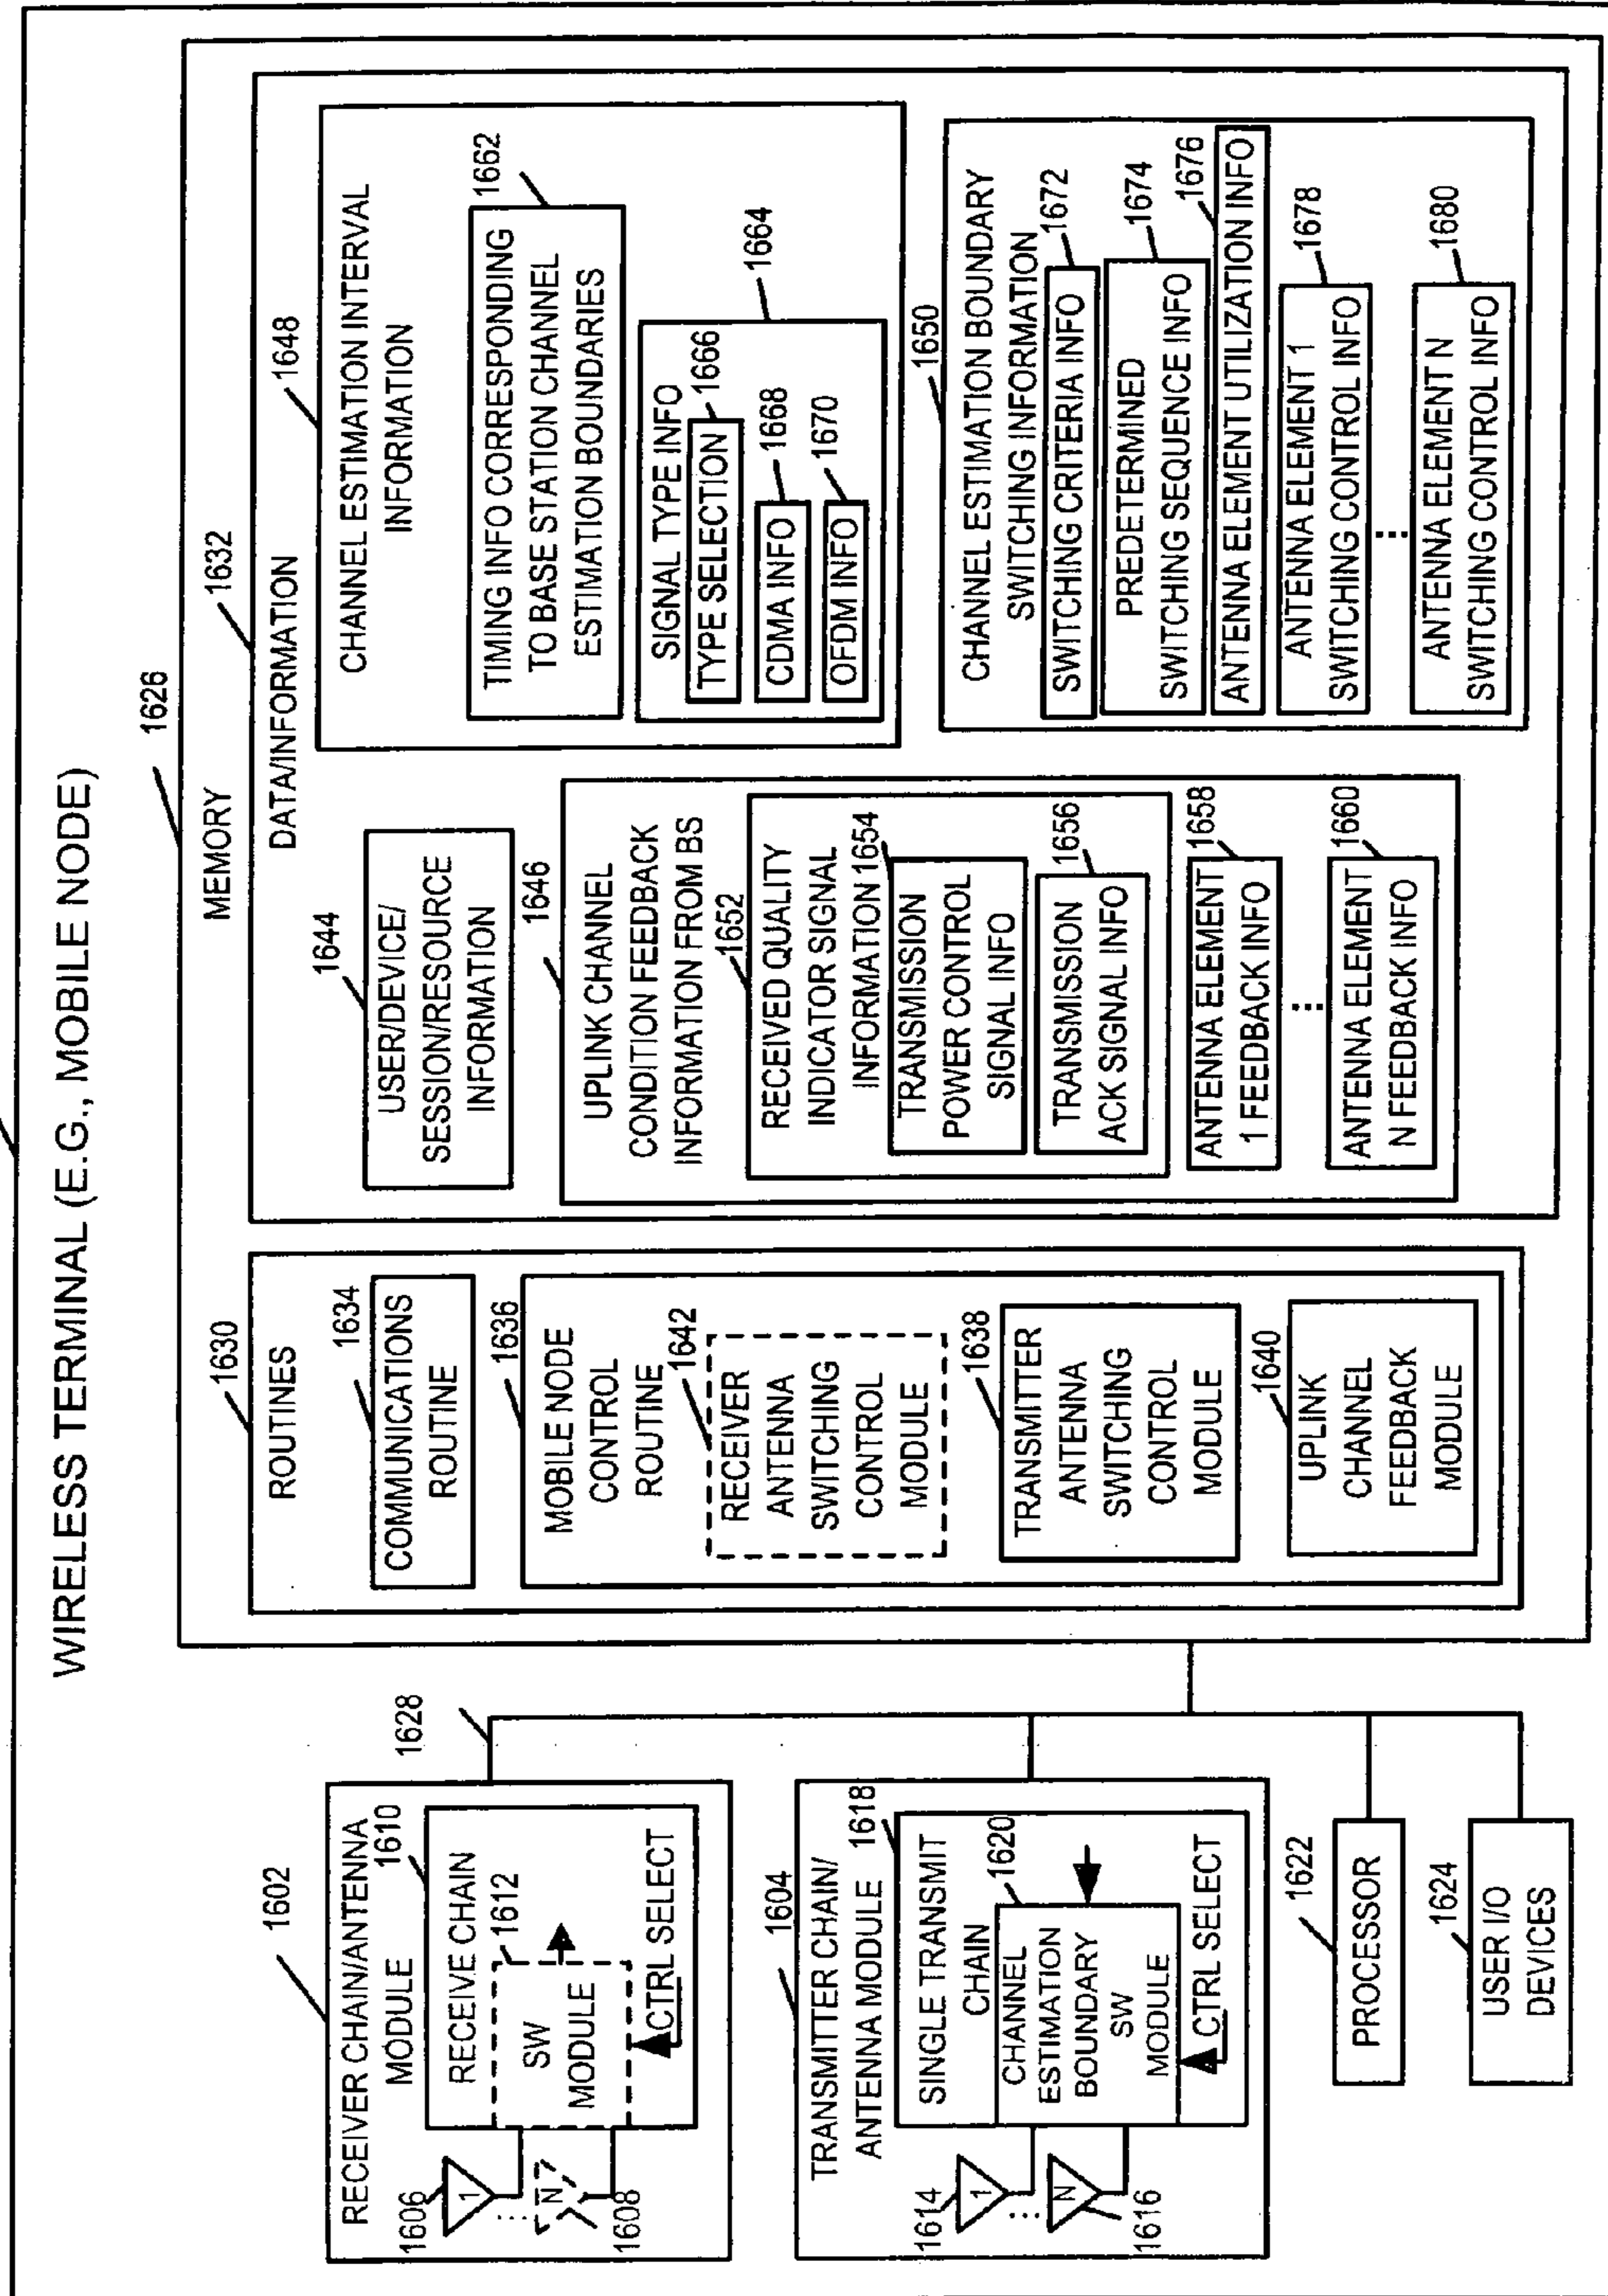 WIRELESS TERMINAL (E.G., MOBILE NODE)
1602
RECEIVER CHAIN/ANTENNA
MODULE
1610
RECEIVE CHAIN
1612
SW
MODULE
CTRL SELECT
1606
1
...
N
1608
1628
1604
TRANSMITTER CHAIN/
ANTENNA MODULE
1618
SINGLE TRANSMIT
CHAIN
1620
CHANNEL
ESTIMATION
BOUNDARY
SW
MODULE
CTRL SELECT
1614
1
...
N
1616
1622
PROCESSOR
1624
USER I/O
DEVICES
1626
MEMORY
1630
ROUTINES
1634
COMMUNICATIONS
ROUTINE
1636
MOBILE NODE
CONTROL
ROUTINE
1642
RECEIVER
ANTENNA
SWITCHING
CONTROL
MODULE
1638
TRANSMITTER
ANTENNA
SWITCHING
CONTROL
MODULE
1640
UPLINK
CHANNEL
FEEDBACK
MODULE
1632
DATA/INFORMATION
1644
USER/DEVICE/
SESSION/RESOURCE
INFORMATION
1646
UPLINK CHANNEL
CONDITION FEEDBACK
INFORMATION FROM BS
1652
RECEIVED QUALITY
INDICATOR SIGNAL
INFORMATION
1654
TRANSMISSION
POWER CONTROL
SIGNAL INFO
1656
TRANSMISSION
ACK SIGNAL INFO
1658
ANTENNA ELEMENT
1 FEEDBACK INFO
...
1660
ANTENNA ELEMENT
N FEEDBACK INFO
1648
CHANNEL ESTIMATION INTERVAL
INFORMATION
1662
TIMING INFO CORRESPONDING
TO BASE STATION CHANNEL
ESTIMATION BOUNDARIES
1664
SIGNAL TYPE INFO
1666
TYPE SELECTION
1668
CDMA INFO
1670
OFDM INFO
1650
CHANNEL ESTIMATION BOUNDARY
SWITCHING INFORMATION
1672
SWITCHING CRITERIA INFO
1674
PREDETERMINED
SWITCHING SEQUENCE INFO
1676
ANTENNA ELEMENT UTILIZATION INFO
1678
ANTENNA ELEMENT 1
SWITCHING CONTROL INFO
...
1680
ANTENNA ELEMENT N
SWITCHING CONTROL INFO